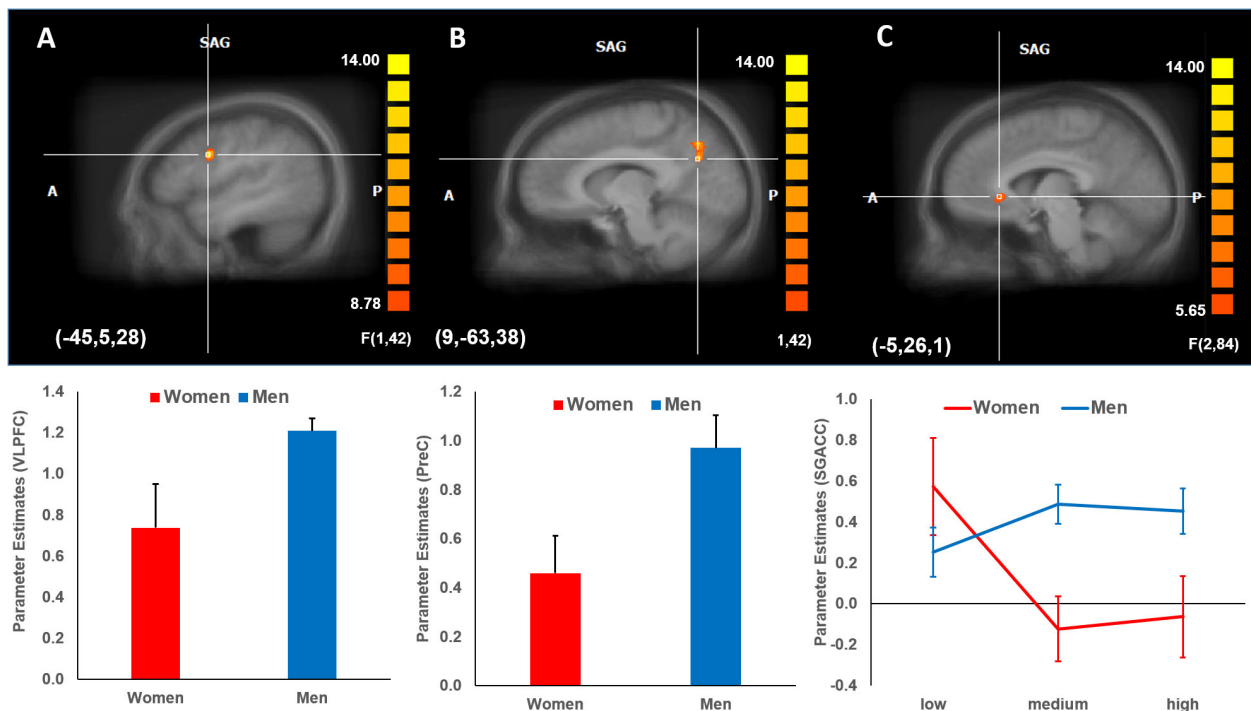 A
SAG
14.00
A
P
8.78
(-45,5,28)
F(1,42)
B
SAG
14.00
A
P
(9,-63,38)
1,42)
C
SAG
14.00
A
P
5.65
(-5,26,1)
F(2,84)
Women Men
Parameter Estimates (VLPFC)
1.4
1.2
1.0
0.8
0.6
0.4
0.2
0.0
Women Men
Women Men
Parameter Estimates (PreC)
1.2
1.0
0.8
0.6
0.4
0.2
0.0
Women Men
Women Men
Parameter Estimates (SGACC)
1.0
0.8
0.6
0.4
0.2
0.0
-0.2
-0.4
low medium high